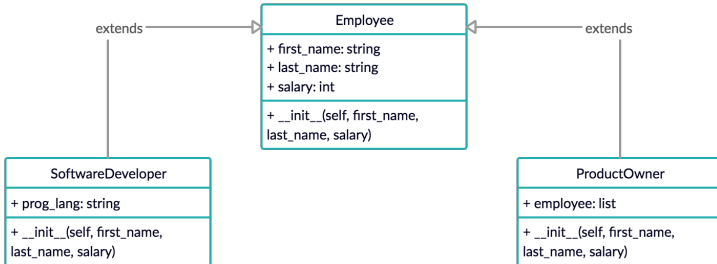 Employee
extends
extends
+ first_name: string
+ last_name: string
+ salary: int
+ __init__(self, first_name,
last_name, salary)
SoftwareDeveloper
+ prog_lang: string
+ __init__(self, first_name,
last_name, salary)
ProductOwner
+ employee: list
+ __init__(self, first_name,
last_name, salary)